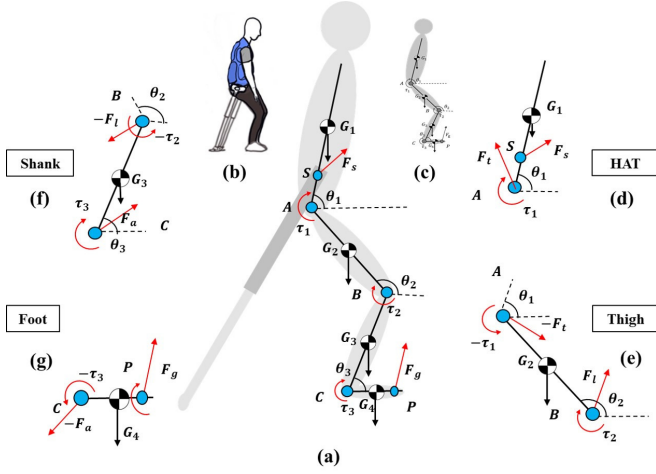 B
θ₂
−Fₗ
−τ₂
G₃
τ₃
Fₐ
θ₃
C
Shank
(f)
(b)
G₁
S
Fₛ
A
θ₁
τ₁
G₂
B
θ₂
τ₂
G₃
θ₃
Fg
C
τ₃
G₄
P
(a)
(c)
G₁
Fₜ
S
Fₛ
θ₁
A
τ₁
HAT
(d)
Foot
(g)
−τ₃
P
Fg
C
−Fₐ
G₄
A
θ₁
−Fₜ
−τ₁
G₂
Fₗ
θ₂
B
τ₂
Thigh
(e)